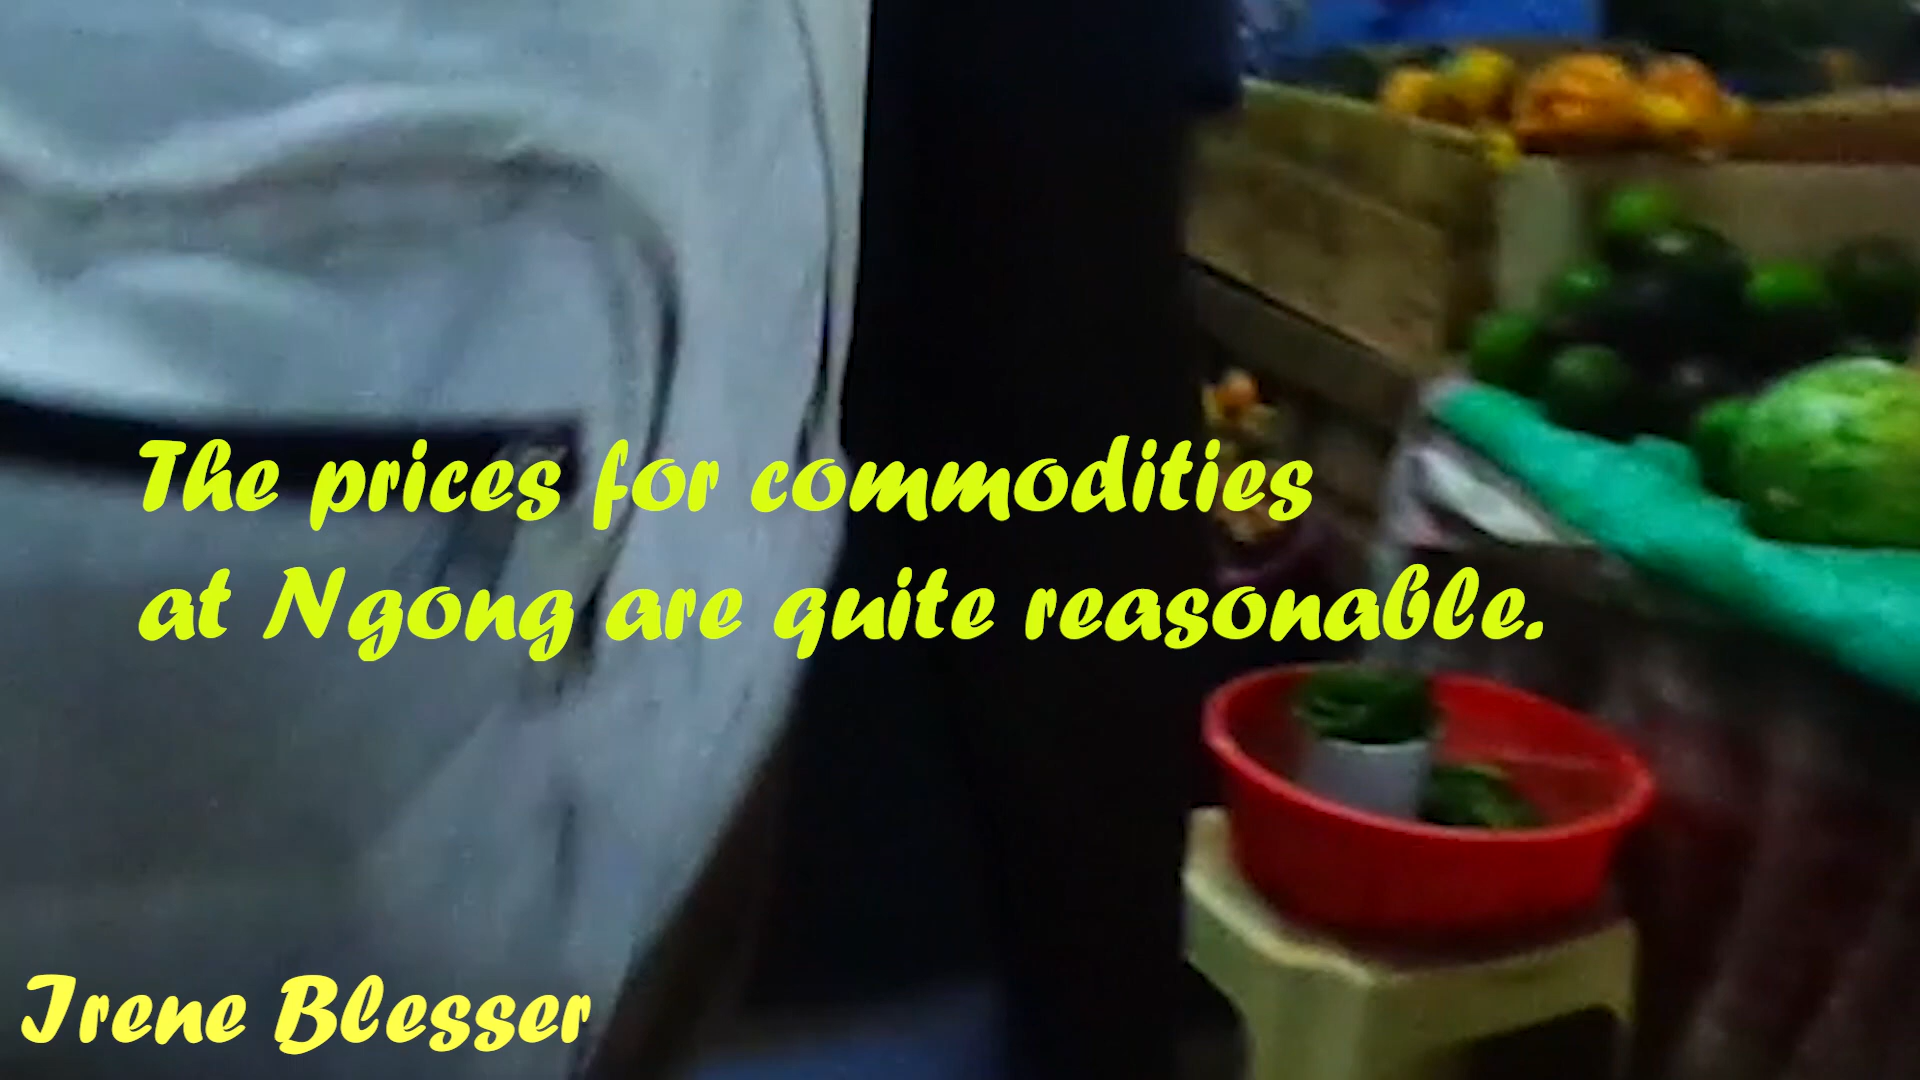 The prices for commodities
at Ngong are quite reasonable.
Irene Blesser